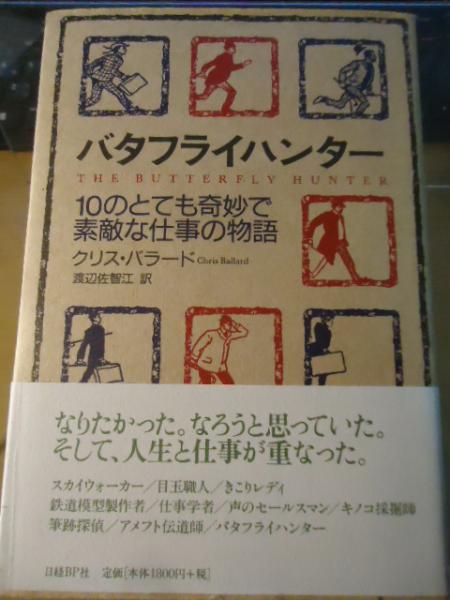 バタフライハンター
THE BUTTERFLY HUNTER
10のとても奇妙で
素敵な仕事の物語
クリス・バラード Chris Ballard
渡辺佐智江 訳
なりたかった。なろうと思っていた。
そして、人生と仕事が重なった。
スカイウォーカー/目玉職人/きこりレディ
鉄道模型製作者/仕事学者/声のセールスマン/キノコ採掘師
筆跡探偵/アメフト伝道師/バタフライハンター
日経BP社 定価[本体1800円+税]